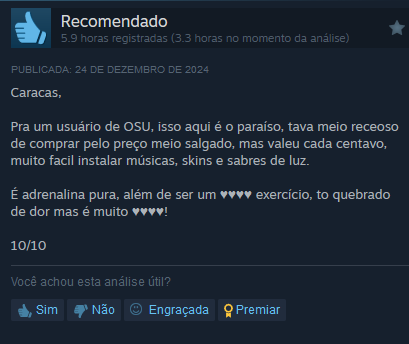 Recomendado
5.9 horas registradas (3.3 horas no momento da análise)
PUBLICADA: 24 DE DEZEMBRO DE 2024
Caracas,
Pra um usuário de OSU, isso aqui é o paraíso, tava meio receoso
de comprar pelo preço meio salgado, mas valeu cada centavo,
muito facil instalar músicas, skins e sabres de luz.
É adrenalina pura, além de ser um ♥♥♥♥ exercício, to quebrado
de dor mas é muito ♥♥♥♥!
10/10
Você achou esta análise útil?
Sim Não Engraçada Premiar